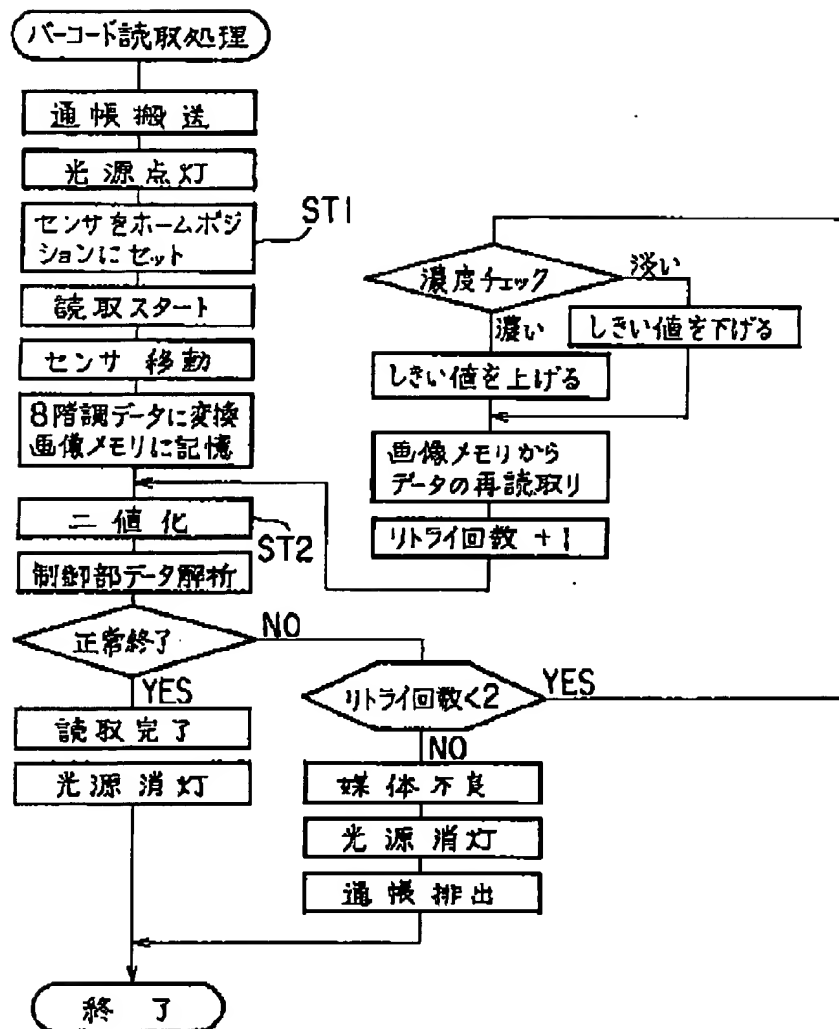 バーコード読取処理
通帳搬送
光源点灯
センサをホームポジ
ションにセット
ST1
読取スタート
センサ移動
8階調データに変換
画像メモリに記憶
二値化
ST2
制御部データ解析
正常終了
NO
YES
読取完了
光源消灯
濃度チェック
淡い
濃い
しきい値を下げる
しきい値を上げる
画像メモリから
データの再読取り
リトライ回数 +1
リトライ回数<2
YES
NO
媒体不良
光源消灯
通帳排出
終了